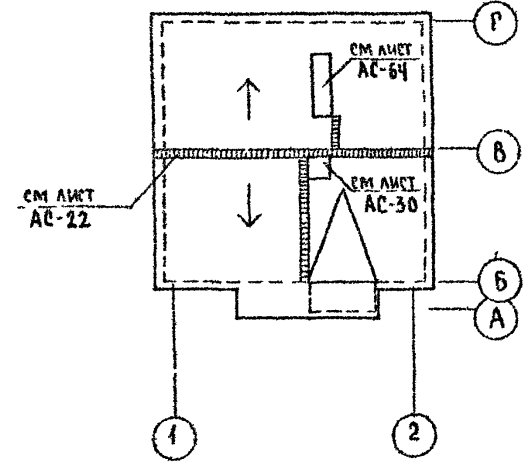 Г
СМ ЛИСТ
АС-64
В
СМ ЛИСТ
АС-22
СМ ЛИСТ
АС-30
Б
А
1
2